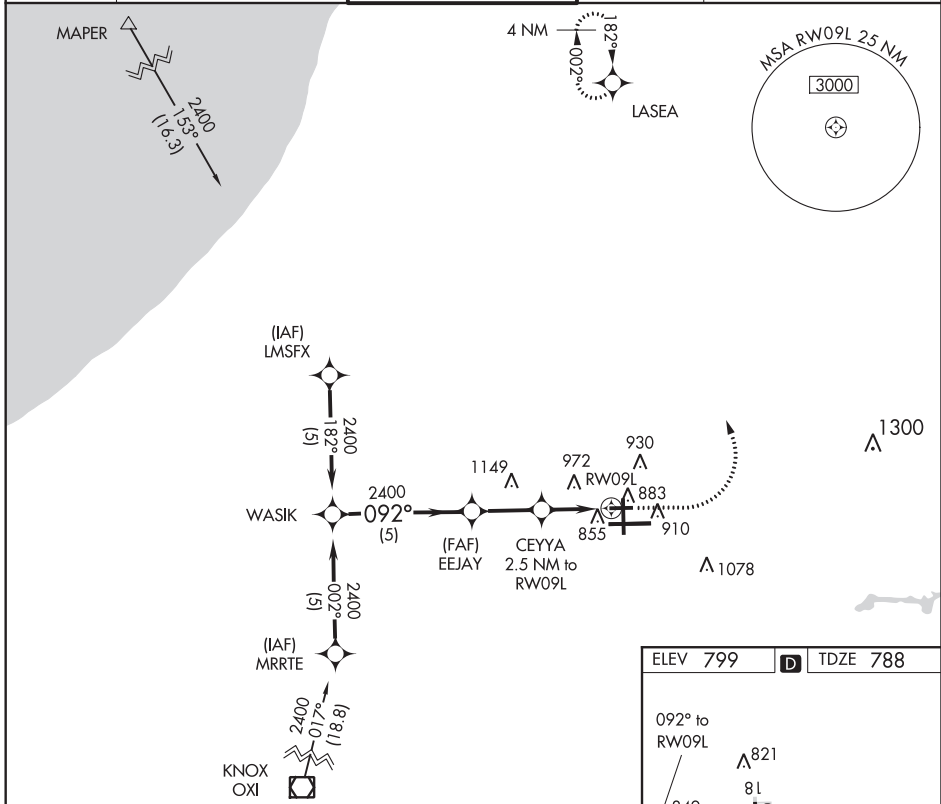 MAPER
2400
153°
(16.3)
4 NM
002°
182°
LASEA
MSA RW09L 25 NM
3000
(IAF)
LMSFX
2400
182°
(5)
WASIK
2400
092°
(5)
(FAF)
EEJAY
CEYYA
2.5 NM to
RW09L
1149
972
930
RW09L
883
855
910
1300
1078
2400
002°
(5)
(IAF)
MRRTE
2400
017°
(18.8)
KNOX
OXI
ELEV 799
D
TDZE 788
092° to
RW09L
821
18